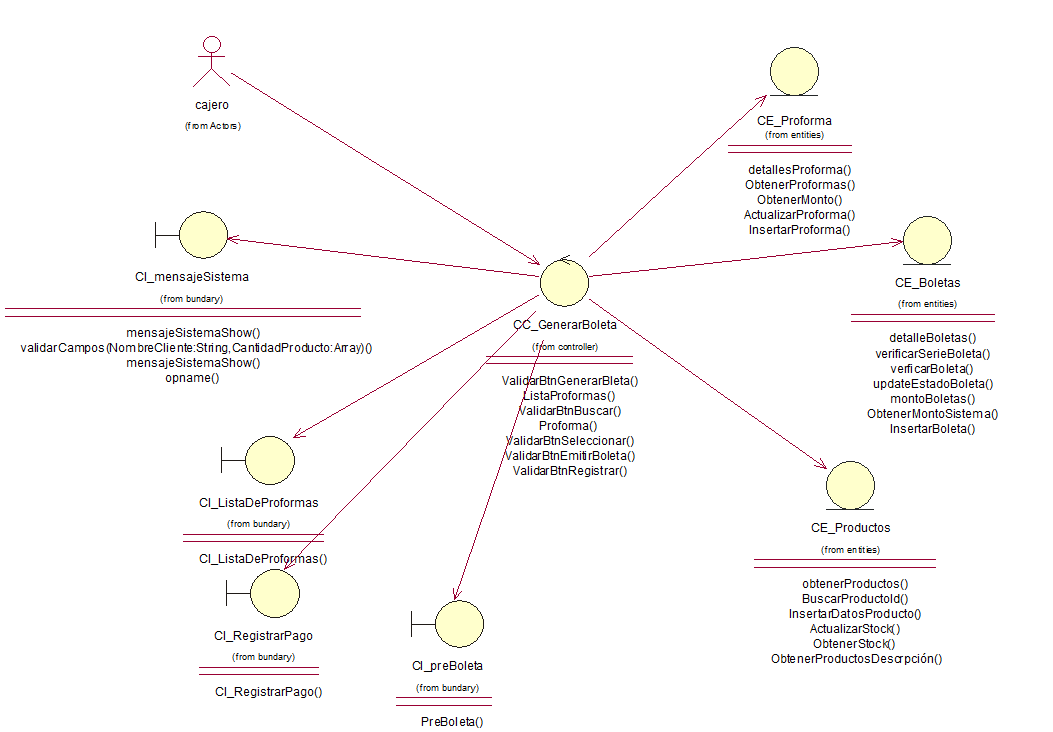 cajero
(from Actors)
CE_Proforma
(from entities)
detallesProforma()
ObtenerProformas()
ObtenerMonto()
ActualizarProforma()
InsertarProforma()
CI_mensajeSistema
(from bundary)
mensajeSistemaShow()
validarCampos(NombreCliente:String,CantidadProducto:Array)()
mensajeSistemaShow()
opname()
CE_Boletas
(from entities)
detalleBoletas()
verificarSerieBoleta()
verficarBoleta()
updateEstadoBoleta()
montoBoletas()
ObtenerMontoSistema()
InsertarBoleta()
CC_GenerarBoleta
(from controller)
ValidarBtnGenerarBleta()
ListaProformas()
ValidarBtnBuscar()
Proforma()
ValidarBtnSeleccionar()
ValidarBtnEmitirBoleta()
ValidarBtnRegistrar()
CI_ListaDeProformas
(from bundary)
CI_ListaDeProformas()
CE_Productos
(from entities)
obtenerProductos()
BuscarProductoId()
InsertarDatosProducto()
ActualizarStock()
ObtenerStock()
ObtenerProductosDescrpción()
CI_RegistrarPago
(from bundary)
CI_RegistrarPago()
CI_preBoleta
(from bundary)
PreBoleta()